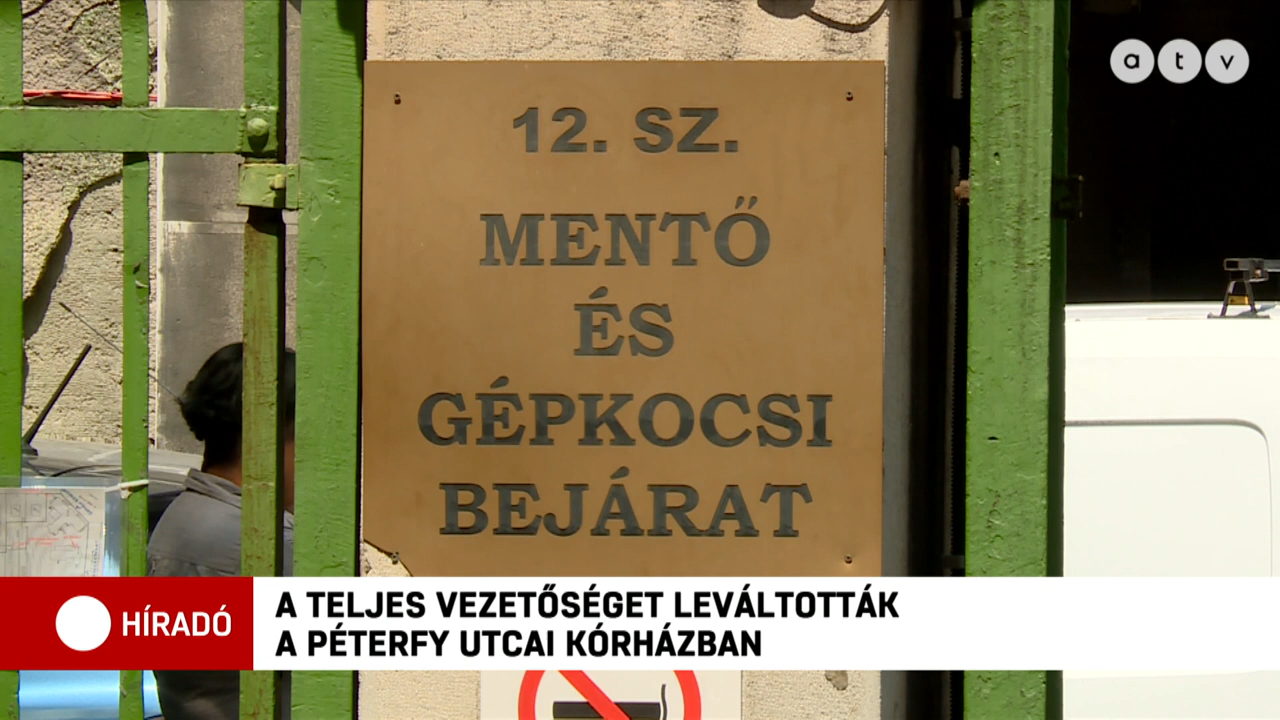 atv
12. SZ.
MENTŐ
ÉS
GÉPKOCSI
BEJÁRAT
HÍRADÓ
A TELJES VEZETŐSÉGET LEVÁLTOTTÁK
A PÉTERFY UTCAI KÓRHÁZBAN